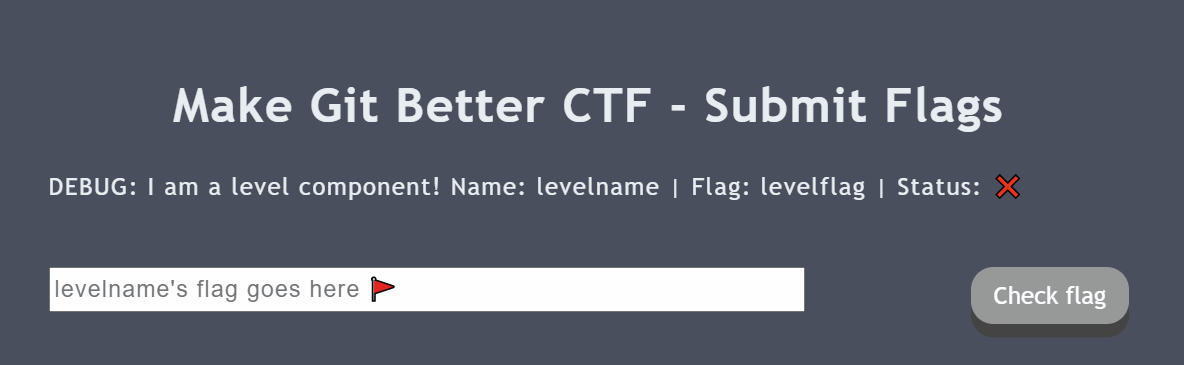 Make Git Better CTF - Submit Flags
DEBUG: I am a level component! Name: levelname | Flag: levelflag | Status: ❌
levelname's flag goes here 🚩
Check flag